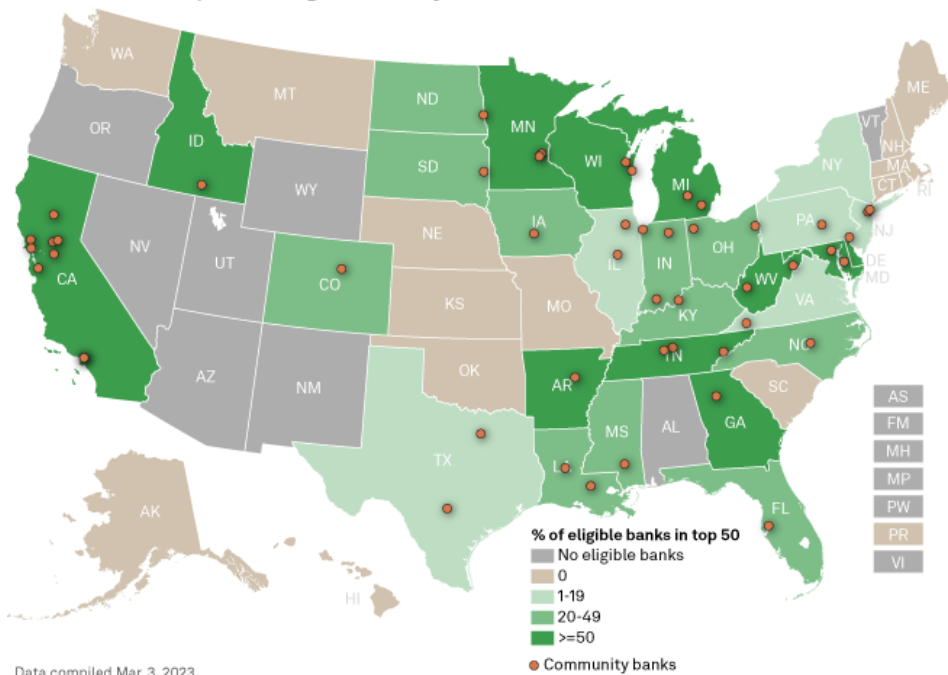 WA
MT
ND
MN
ME
VT
OR
ID
NH
WI
SD
NY
MA
MI
WY
CT
RI
IA
PA
NE
NJ
NV
OH
IL
IN
DE
UT
MD
CA
CO
WV
KS
MO
VA
KY
NC
TN
AZ
OK
NM
AR
SC
AS
MS
AL
GA
FM
TX
LA
MH
MP
FL
PW
AK
PR
VI
HI
% of eligible banks in top 50
No eligible banks
0
1-19
20-49
>=50
Community banks
Data compiled Mar. 3, 2023